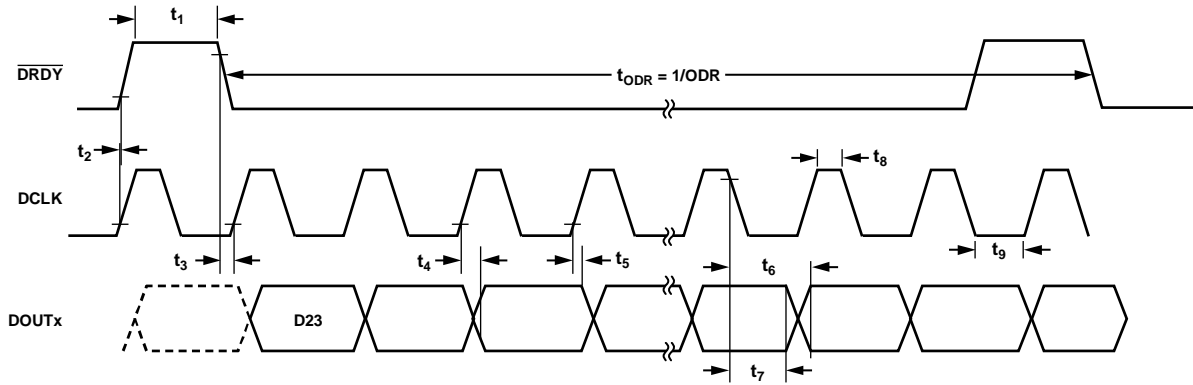 t1
DRDY
tODR = 1/ODR
t2
t8
DCLK
t3
t4
t5
t6
t9
DOUTx
D23
t7